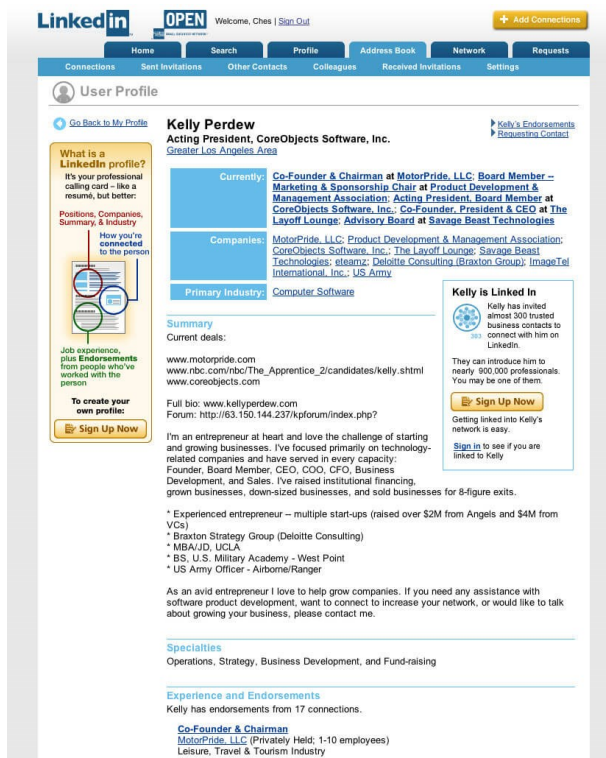 Linked in
OPEN Welcome, Ches | Sign Out
+ Add Connections
Home Search Profile Address Book Network Requests
Connections Sent Invitations Other Contacts Colleagues Received Invitations Settings
User Profile
Go Back to My Profile
What is a
LinkedIn profile?
It's your professional
calling card – like a
resumé, but better:
Positions, Companies,
Summary, & Industry
How you're
connected
to the person
Job experience,
plus Endorsements
from people who've
worked with the
person
To create your
own profile:
Sign Up Now
Kelly Perdew
Acting President, CoreObjects Software, Inc.
Greater Los Angeles Area
Kelly's Endorsements
Requesting Contact
Currently: Co-Founder & Chairman at MotorPride, LLC; Board Member --
Marketing & Sponsorship Chair at Product Development &
Management Association; Acting President, Board Member at
CoreObjects Software, Inc.; Co-Founder, President & CEO at The
Layoff Lounge; Advisory Board at Savage Beast Technologies
Companies: MotorPride, LLC; Product Development & Management Association;
CoreObjects Software, Inc.; The Layoff Lounge; Savage Beast
Technologies; eteamz; Deloitte Consulting (Braxton Group); ImageTel
International, Inc.; US Army
Primary Industry: Computer Software
Kelly is Linked In
303
Kelly has invited
almost 300 trusted
business contacts to
connect with him on
LinkedIn.
They can introduce him to
nearly 900,000 professionals.
You may be one of them.
Sign Up Now
Getting linked into Kelly's
network is easy.
Sign in to see if you are
linked to Kelly
Summary
Current deals:
www.motorpride.com
www.nbc.com/nbc/The_Apprentice_2/candidates/kelly.shtml
www.coreobjects.com
Full bio: www.kellyperdew.com
Forum: http://63.150.144.237/kpforum/index.php?
I'm an entrepreneur at heart and love the challenge of starting
and growing businesses. I've focused primarily on technology-
related companies and have served in every capacity:
Founder, Board Member, CEO, COO, CFO, Business
Development, and Sales. I've raised institutional financing,
grown businesses, down-sized businesses, and sold businesses for 8-figure exits.
* Experienced entrepreneur -- multiple start-ups (raised over $2M from Angels and $4M from
VCs)
* Braxton Strategy Group (Deloitte Consulting)
* MBA/JD, UCLA
* BS, U.S. Military Academy - West Point
* US Army Officer - Airborne/Ranger
As an avid entrepreneur I love to help grow companies. If you need any assistance with
software product development, want to connect to increase your network, or would like to talk
about growing your business, please contact me.
Specialties
Operations, Strategy, Business Development, and Fund-raising
Experience and Endorsements
Kelly has endorsements from 17 connections.
Co-Founder & Chairman
MotorPride, LLC (Privately Held; 1-10 employees)
Leisure, Travel & Tourism Industry